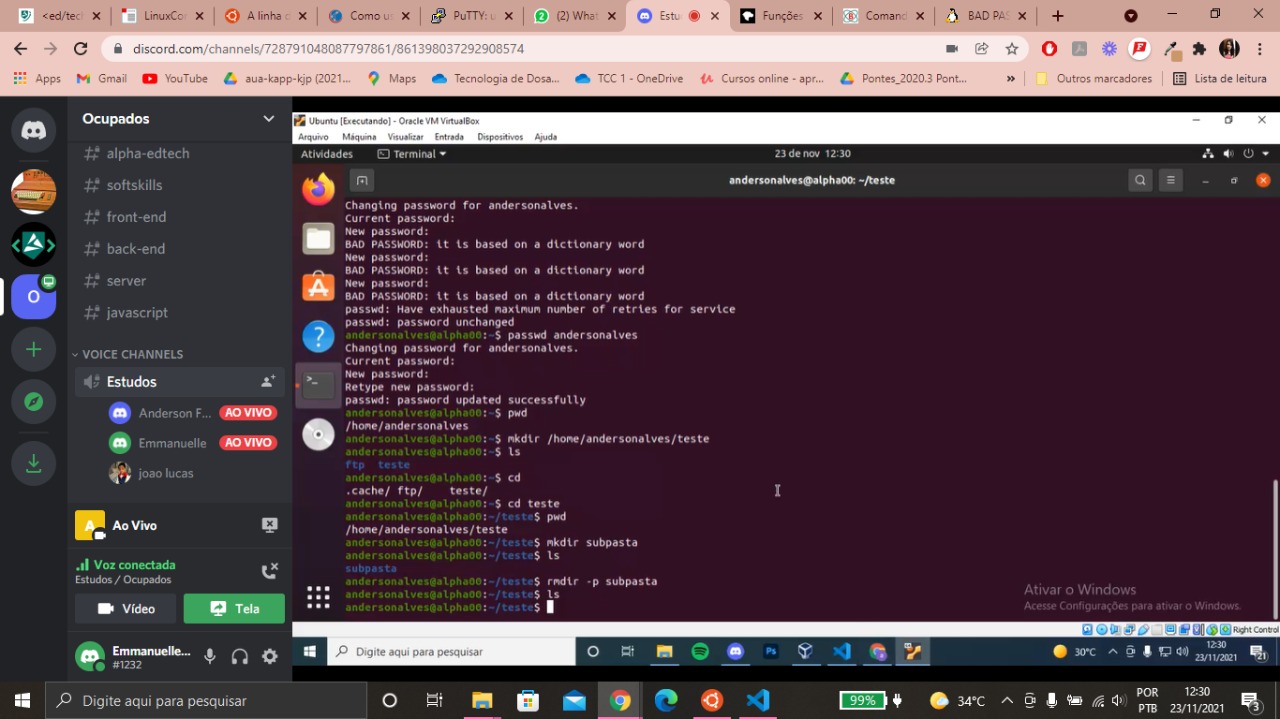 <ed/tec
LinuxCo
A linha c
Como us
PuTTY: u
(2) What
Estu
Funções
Comand
BAD PAS
discord.com/channels/728791048087797861/861398037292908574
Apps
Gmail
YouTube
aua-kapp-kjp (2021...
Maps
Tecnologia de Dosa...
TCC 1 - OneDrive
Cursos online - apr...
Pontes_2020.3 Pont...
»
Outros marcadores
Lista de leitura
Ocupados
alpha-edtech
softskills
front-end
back-end
server
javascript
VOICE CHANNELS
Estudos
Anderson F... AO VIVO
Emmanuelle AO VIVO
joao lucas
A Ao Vivo
Voz conectada
Estudos / Ocupados
Vídeo
Tela
Emmanuelle...
#1232
O
Ubuntu [Executando] - Oracle VM VirtualBox
Arquivo Máquina Visualizar Entrada Dispositivos Ajuda
Atividades
Terminal
23 de nov 12:30
andersonalves@alpha00: ~/teste
Changing password for andersonalves.
Current password:
New password:
BAD PASSWORD: it is based on a dictionary word
New password:
BAD PASSWORD: it is based on a dictionary word
New password:
BAD PASSWORD: it is based on a dictionary word
passwd: Have exhausted maximum number of retries for service
passwd: password unchanged
andersonalves@alpha00:~$ passwd andersonalves
Changing password for andersonalves.
Current password:
New password:
Retype new password:
passwd: password updated successfully
andersonalves@alpha00:~$ pwd
/home/andersonalves
andersonalves@alpha00:~$ mkdir /home/andersonalves/teste
andersonalves@alpha00:~$ ls
ftp teste
andersonalves@alpha00:~$ cd
.cache/ ftp/ teste/
andersonalves@alpha00:~$ cd teste
andersonalves@alpha00:~/teste$ pwd
/home/andersonalves/teste
andersonalves@alpha00:~/teste$ mkdir subpasta
andersonalves@alpha00:~/teste$ ls
subpasta
andersonalves@alpha00:~/teste$ rmdir -p subpasta
andersonalves@alpha00:~/teste$ ls
andersonalves@alpha00:~/teste$
Ativar o Windows
Acesse Configurações para ativar o Windows.
Right Control
Digite aqui para pesquisar
30°C
12:30
23/11/2021
21
Digite aqui para pesquisar
99%
34°C
POR
PTB
12:30
23/11/2021
3